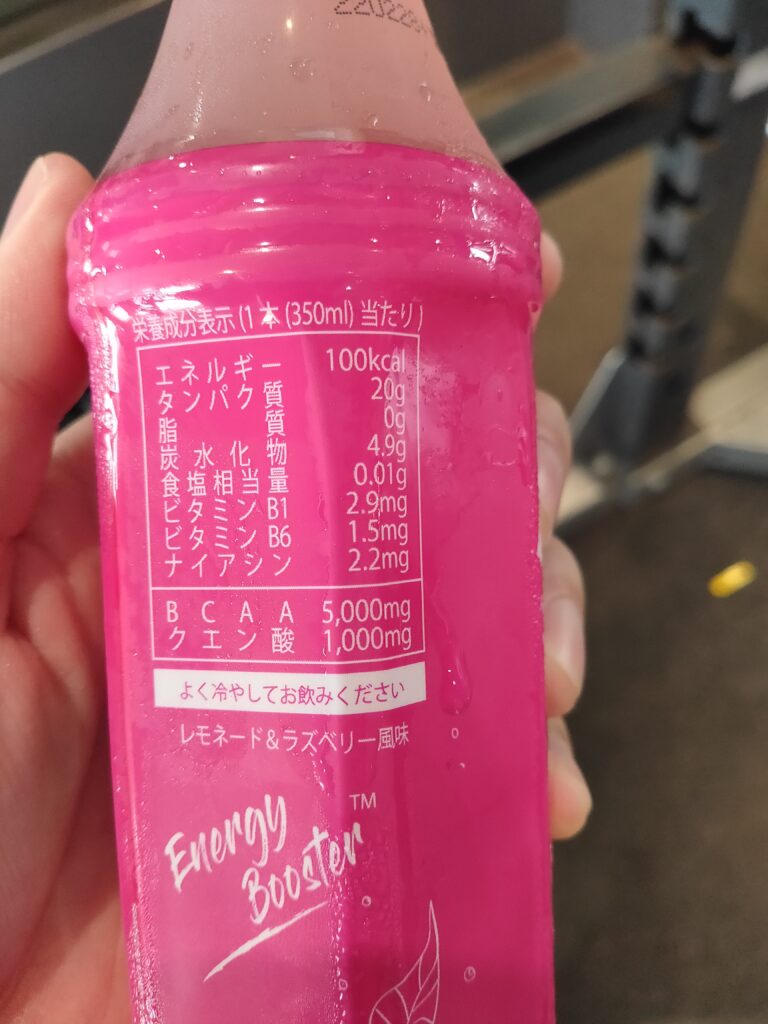 栄養成分表示 (1本 (350ml) 当たり)
エネルギー 100kcal
タンパク質 20g
脂質 0g
炭水化物 4.9g
食塩相当量 0.01g
ビタミンB1 2.9mg
ビタミンB6 1.5mg
ナイアシン 2.2mg
BCAA 5,000mg
クエン酸 1,000mg
よく冷やしてお飲みください
レモネード&ラズベリー風味
Energy
Booster™